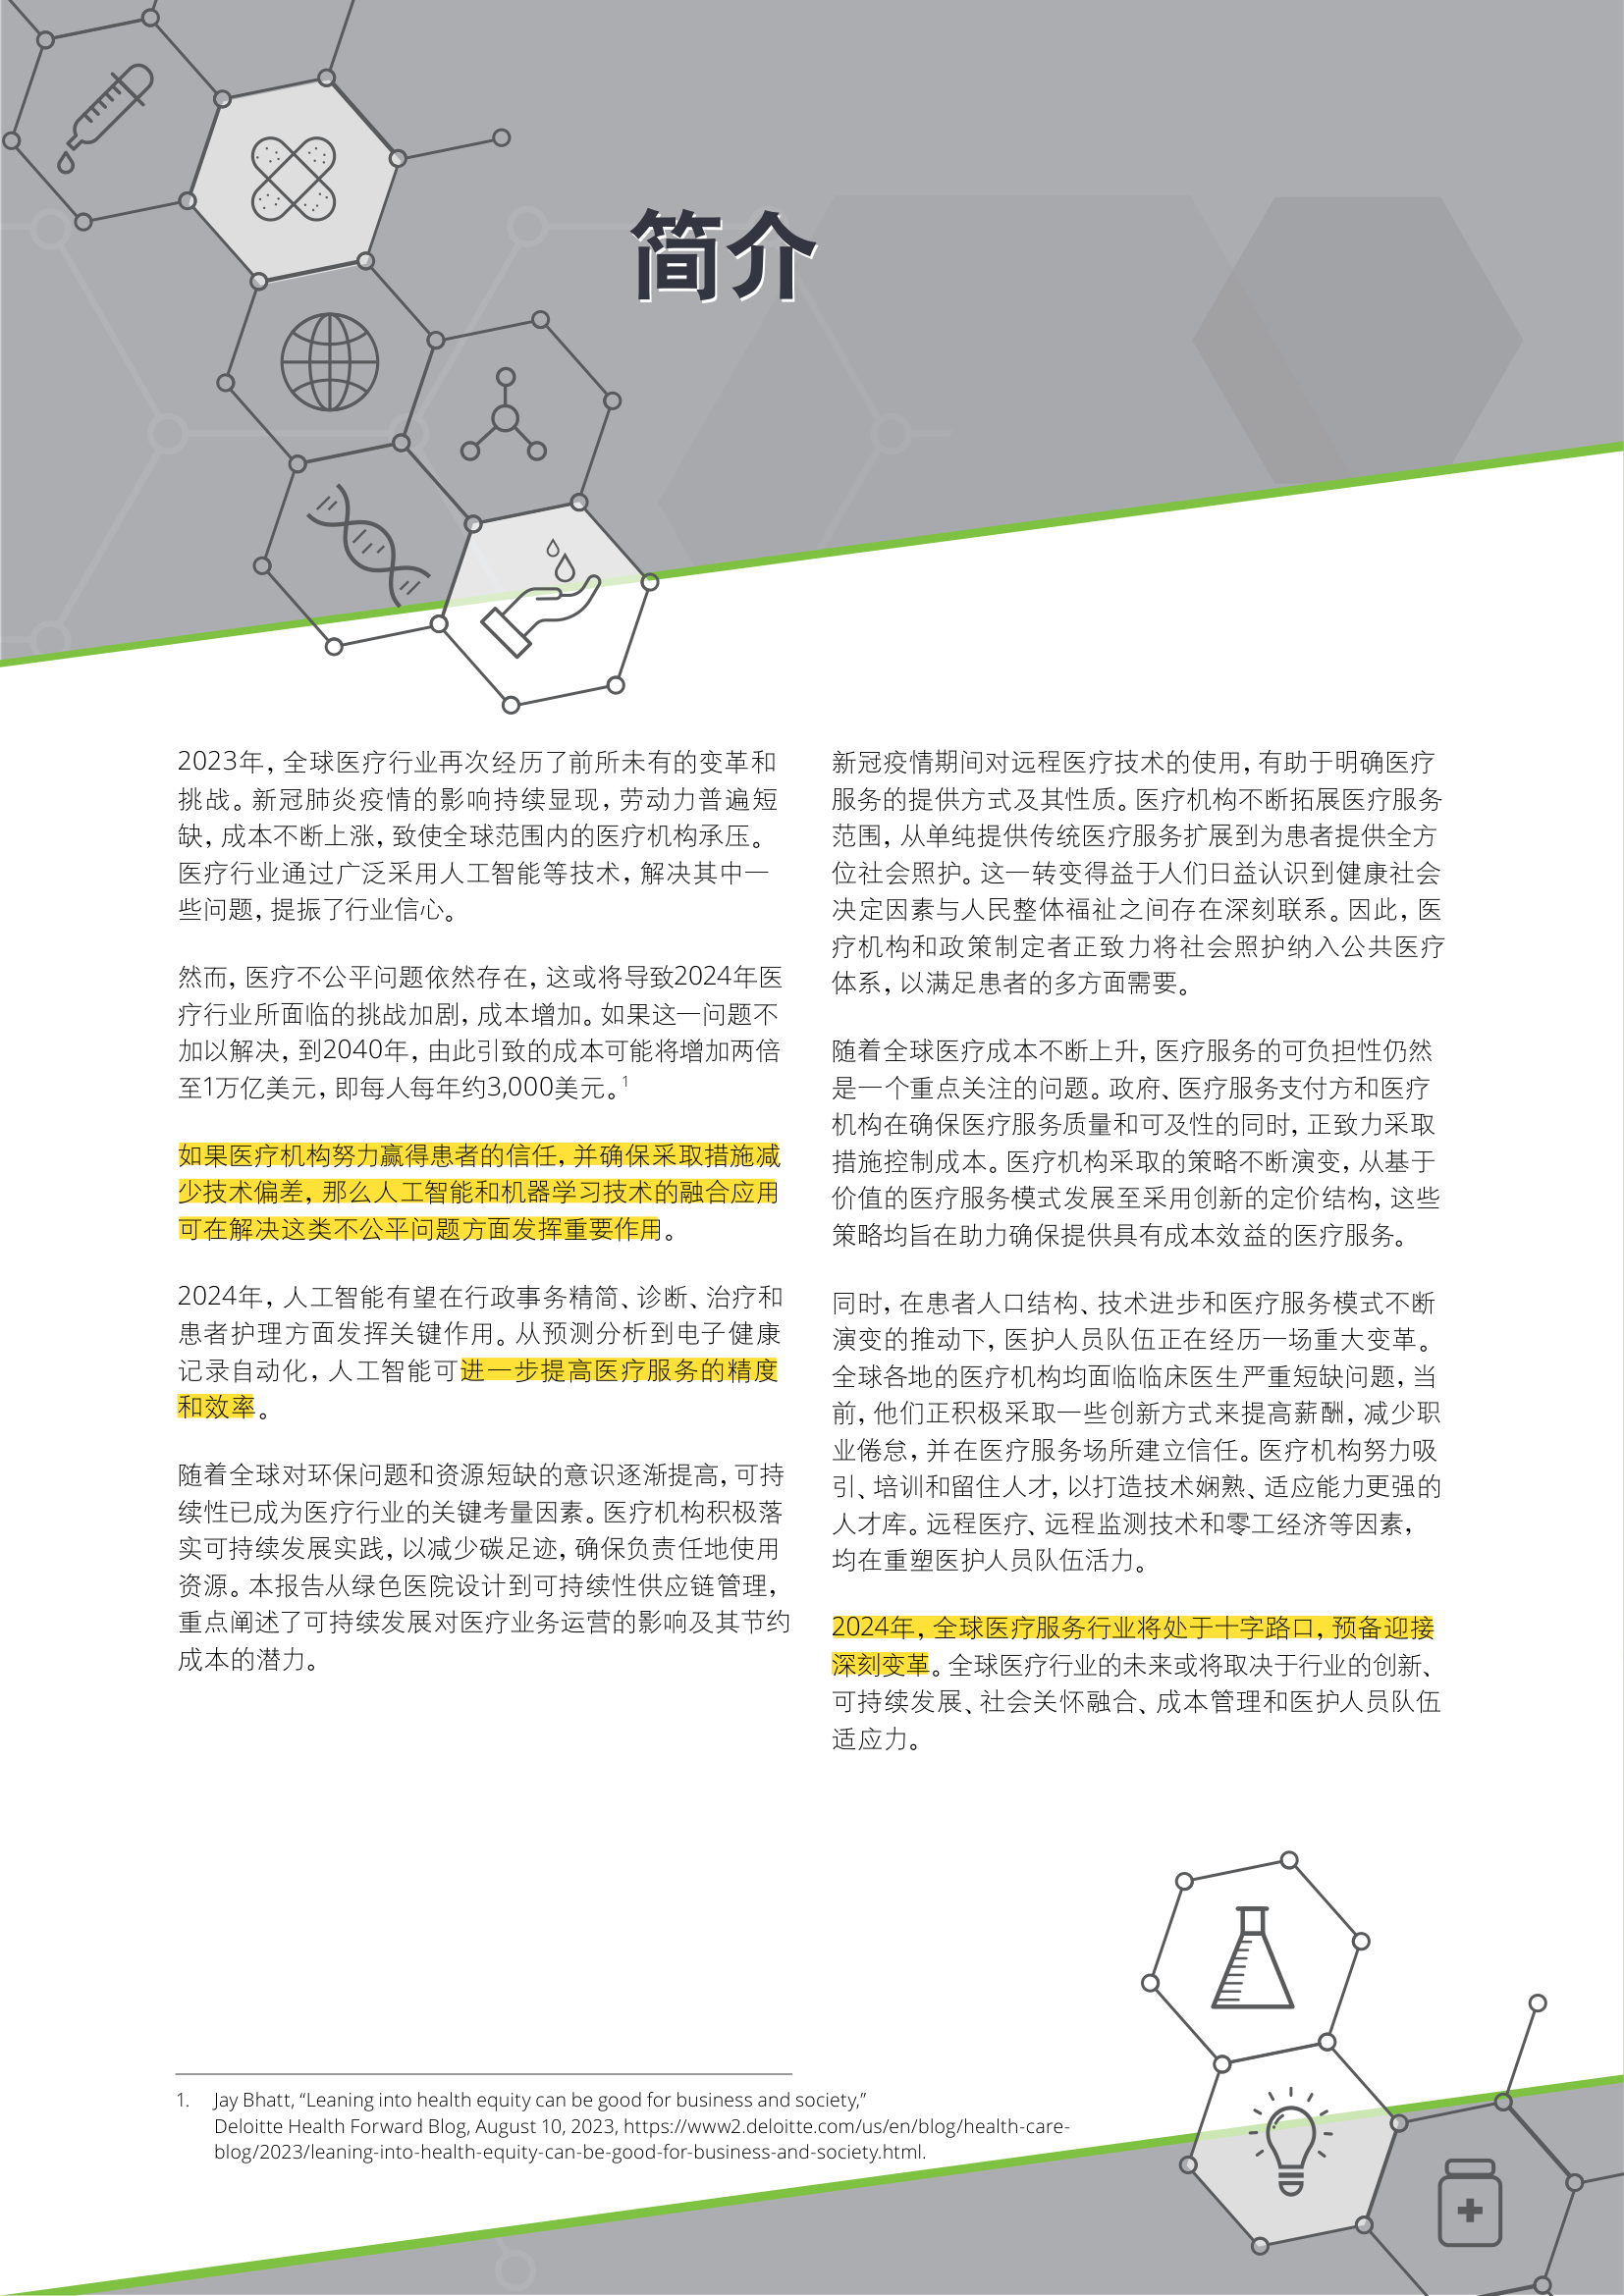 简介
2023年，全球医疗行业再次经历了前所未有的变革和
挑战。新冠肺炎疫情的影响持续显现，劳动力普遍短
缺，成本不断上涨，致使全球范围内的医疗机构承压。
医疗行业通过广泛采用人工智能等技术，解决其中一
些问题，提振了行业信心。
然而，医疗不公平问题依然存在，这或将导致2024年医
疗行业所面临的挑战加剧，成本增加。如果这一问题不
加以解决，到2040年，由此引致的成本可能将增加两倍
至1万亿美元，即每人每年约3,000美元。1
如果医疗机构努力赢得患者的信任，并确保采取措施减
少技术偏差，那么人工智能和机器学习技术的融合应用
可在解决这类不公平问题方面发挥重要作用。
2024年，人工智能有望在行政事务精简、诊断、治疗和
患者护理方面发挥关键作用。从预测分析到电子健康
记录自动化，人工智能可进一步提高医疗服务的精度
和效率。
随着全球对环保问题和资源短缺的意识逐渐提高，可持
续性已成为医疗行业的关键考量因素。医疗机构积极落
实可持续发展实践，以减少碳足迹，确保负责任地使用
资源。本报告从绿色医院设计到可持续性供应链管理，
重点阐述了可持续发展对医疗业务运营的影响及其节约
成本的潜力。
新冠疫情期间对远程医疗技术的使用，有助于明确医疗
服务的提供方式及其性质。医疗机构不断拓展医疗服务
范围，从单纯提供传统医疗服务扩展到为患者提供全方
位社会照护。这一转变得益于人们日益认识到健康社会
决定因素与人民整体福祉之间存在深刻联系。因此，医
疗机构和政策制定者正致力将社会照护纳入公共医疗
体系，以满足患者的多方面需要。
随着全球医疗成本不断上升，医疗服务的可负担性仍然
是一个重点关注的问题。政府、医疗服务支付方和医疗
机构在确保医疗服务质量和可及性的同时，正致力采取
措施控制成本。医疗机构采取的策略不断演变，从基于
价值的医疗服务模式发展至采用创新的定价结构，这些
策略均旨在助力确保提供具有成本效益的医疗服务。
同时，在患者人口结构、技术进步和医疗服务模式不断
演变的推动下，医护人员队伍正在经历一场重大变革。
全球各地的医疗机构均面临临床医生严重短缺问题，当
前，他们正积极采取一些创新方式来提高薪酬，减少职
业倦怠，并在医疗服务场所建立信任。医疗机构努力吸
引、培训和留住人才，以打造技术娴熟、适应能力更强的
人才库。远程医疗、远程监测技术和零工经济等因素，
均在重塑医护人员队伍活力。
2024年，全球医疗服务行业将处于十字路口，预备迎接
深刻变革。全球医疗行业的未来或将取决于行业的创新、
可持续发展、社会关怀融合、成本管理和医护人员队伍
适应力。
1. Jay Bhatt, “Leaning into health equity can be good for business and society,”
Deloitte Health Forward Blog, August 10, 2023, https://www2.deloitte.com/us/en/blog/health-care-
blog/2023/leaning-into-health-equity-can-be-good-for-business-and-society.html.